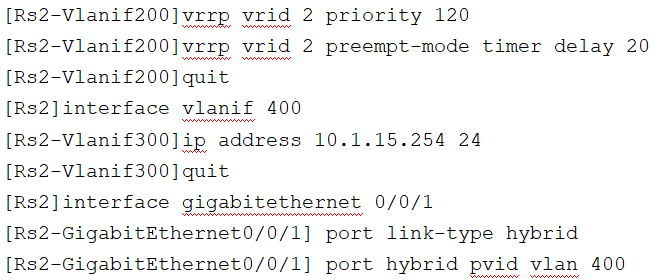 [Rs2-Vlanif200]vrrp vrid 2 priority 120
[Rs2-Vlanif200]vrrp vrid 2 preempt-mode timer delay 20
[Rs2-Vlanif200]quit
[Rs2]interface vlanif 400
[Rs2-Vlanif300]ip address 10.1.15.254 24
[Rs2-Vlanif300]quit
[Rs2]interface gigabitethernet 0/0/1
[Rs2-GigabitEthernet0/0/1] port link-type hybrid
[Rs2-GigabitEthernet0/0/1] port hybrid pvid vlan 400